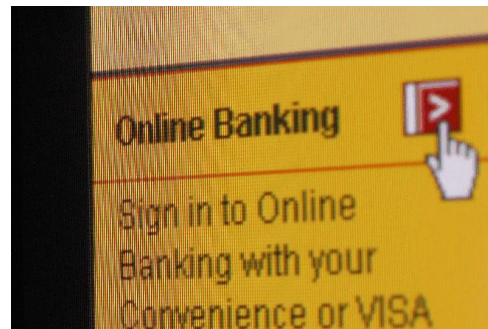 Online Banking
Sign in to Online
Banking with your
Convenience or VISA